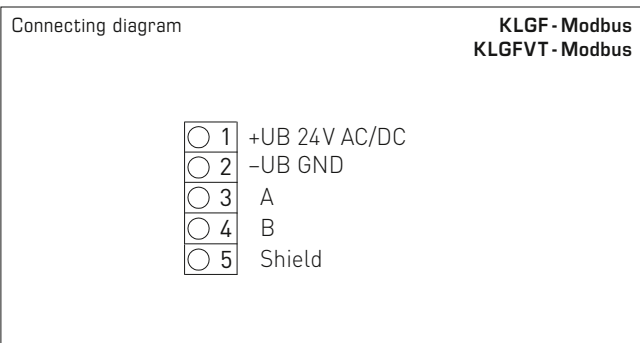 Connecting diagram
KLGF-Modbus
KLGFVT-Modbus
1 +UB 24V AC/DC
2 –UB GND
3 A
4 B
5 Shield